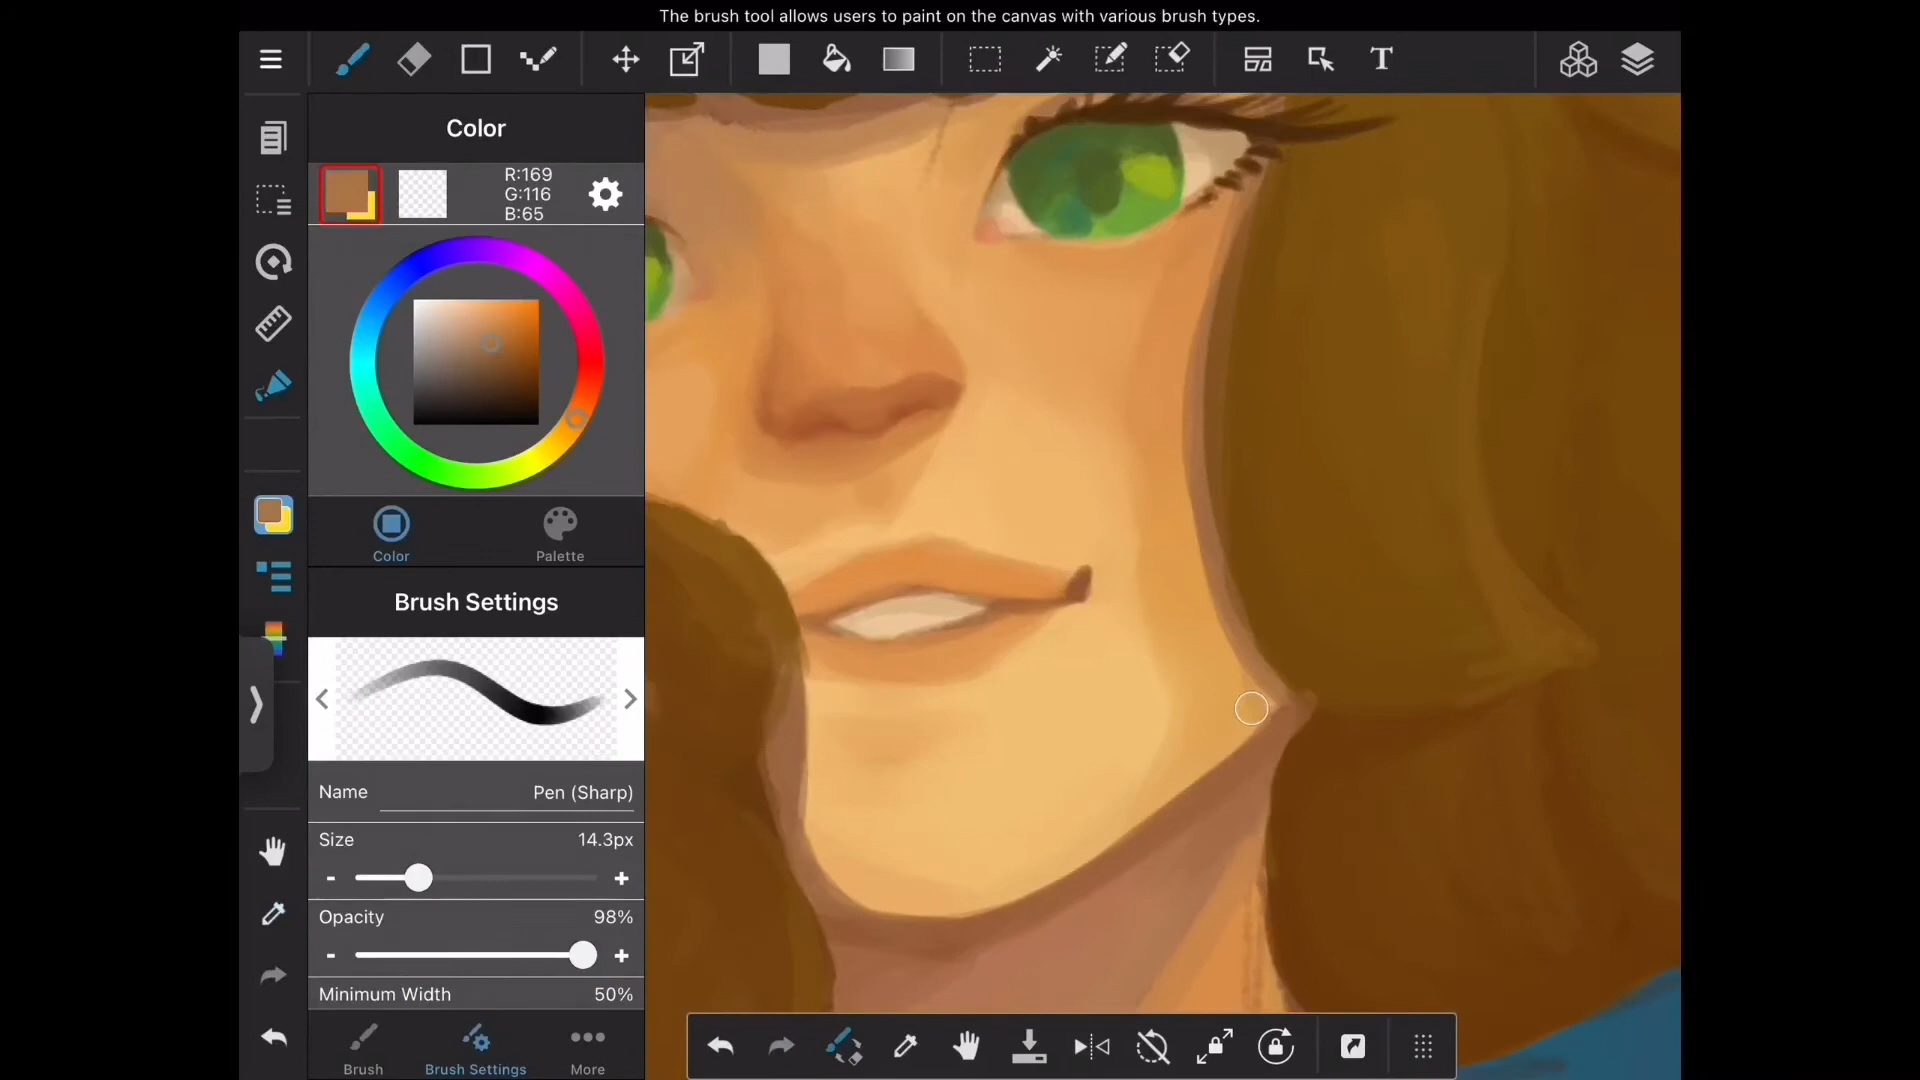 The brush tool allows users to paint on the canvas with various brush types.
T
Color
R:169
G:116
B:65
Color
Palette
Brush Settings
Name
Pen (Sharp)
Size
14.3px
-
+
Opacity
98%
-
+
Minimum Width
50%
Brush
Brush Settings
More